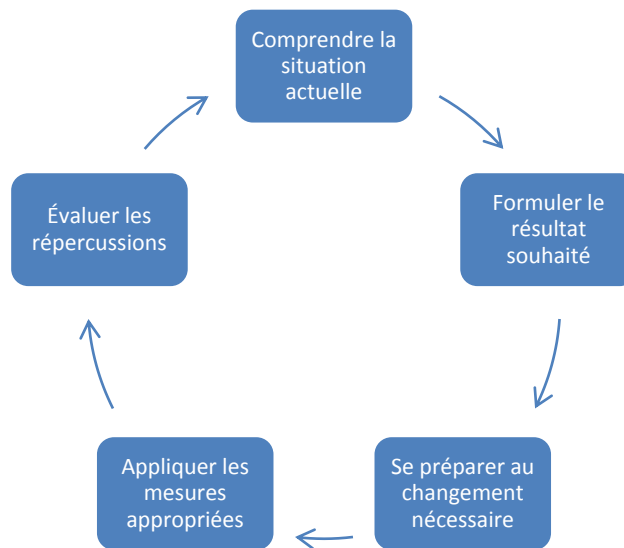 Comprendre la
situation
actuelle
Formuler le
résultat
souhaité
Se préparer au
changement
nécessaire
Appliquer les
mesures
appropriées
Évaluer les
répercussions